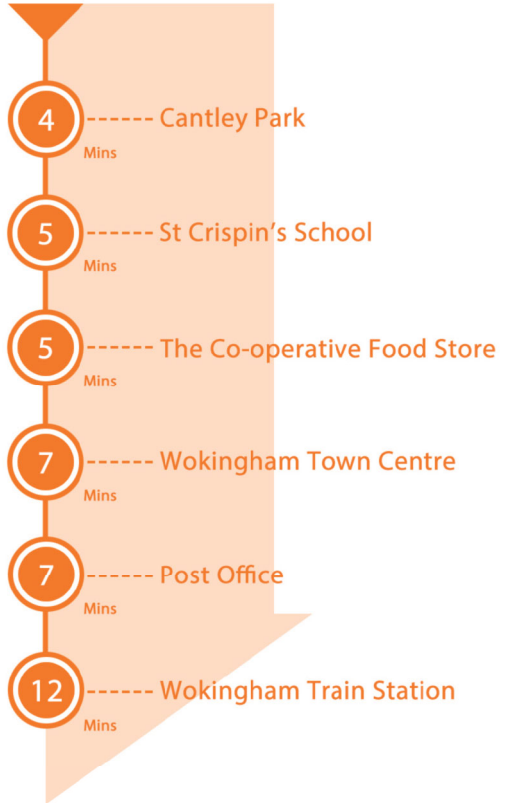 4
Cantley Park
Mins
5
St Crispin's School
Mins
5
The Co-operative Food Store
Mins
7
Wokingham Town Centre
Mins
7
Post Office
Mins
12
Wokingham Train Station
Mins